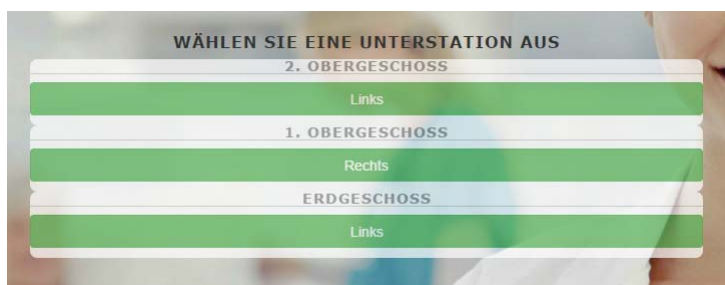 WÄHLEN SIE EINE UNTERSTATION AUS
2. OBERGESCHOSS
Links
1. OBERGESCHOSS
Rechts
ERDGESCHOSS
Links